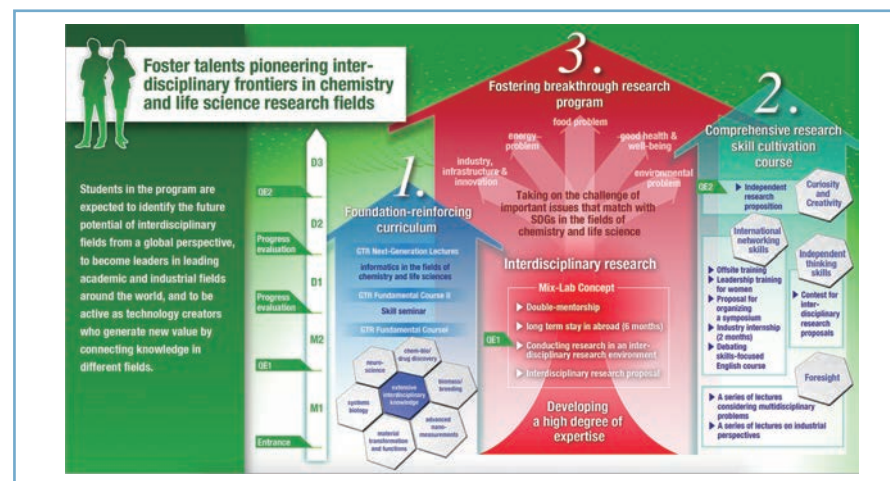 Foster talents pioneering inter-
disciplinary frontiers in chemistry
and life science research fields
Students in the program are
expected to identify the future
potential of interdisciplinary
fields from a global perspective,
to become leaders in leading
academic and industrial fields
around the world, and to be
active as technology creators
who generate new value by
connecting knowledge in
different fields.
D3
QE2
D2
Progress
evaluation
D1
Progress
evaluation
M2
QE1
M1
Entrance
1.
Foundation-reinforcing
curriculum
GTR Next-Generation Lectures
informatics in the fields of
chemistry and life sciences
GTR Fundamental Course II
Skill seminar
GTR Fundamental CourseI
neuro-
science
chem-bio/
drug discovery
systems
biology
extensive
interdisciplinary
knowledge
biomass/
breeding
material
transformation
and functions
advanced
nano-
measurements
3.
Fostering breakthrough research
program
food problem
energy
problem
good health &
well-being
industry,
infrastructure &
innovation
environmental
problem
Taking on the challenge of
important issues that match with
SDGs in the fields of
chemistry and life science
Interdisciplinary research
Mix-Lab Concept
▶ Double-mentorship
▶ long term stay in abroad (6 months)
QE1
▶ Conducting research in an inter-
disciplinary research environment
▶ Interdisciplinary research proposal
Developing
a high degree of
expertise
2.
Comprehensive research
skill cultivation
course
QE2
▶ Independent
research
proposition
Curiosity
and
Creativity
International
networking
skills
▶ Offsite training
▶ Leadership training
for women
▶ Proposal for
organizing
a symposium
▶ Industry internship
(2 months)
▶ Debating
skills-focused
English course
Independent
thinking
skills
▶ Contest for
inter-
disciplinary
research
proposals
Foresight
▶ A series of lectures
considering multidisciplinary
problems
▶ A series of lectures on industrial
perspectives